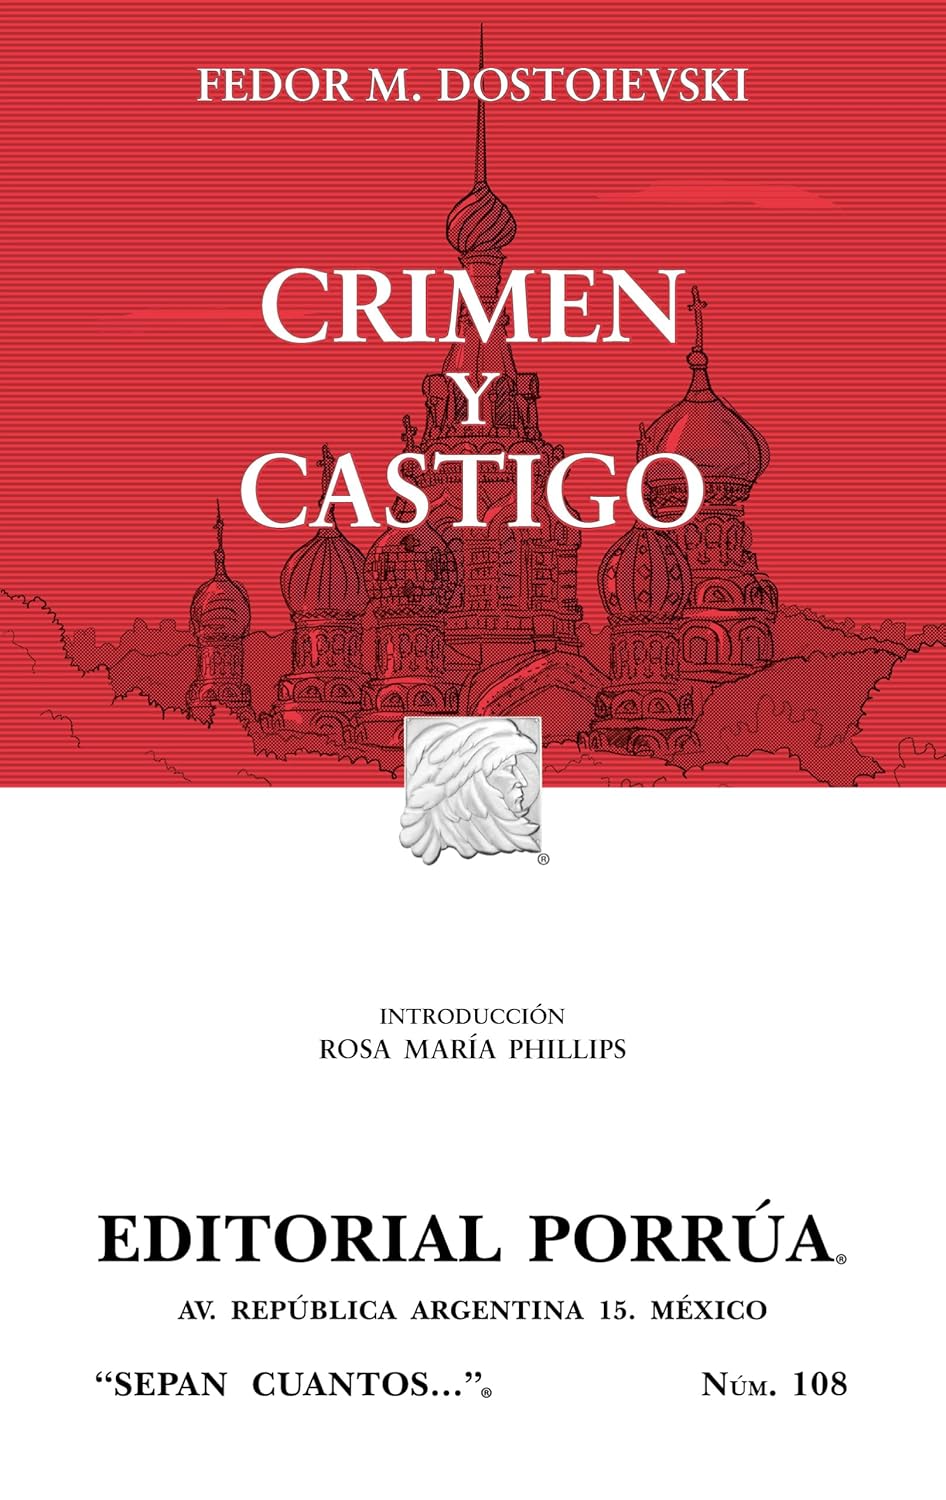 FEDOR M. DOSTOIEVSKI
CRIMEN
Y
CASTIGO
®
INTRODUCCIÓN
ROSA MARÍA PHILLIPS
EDITORIAL PORRÚA®
AV. REPÚBLICA ARGENTINA 15. MÉXICO
“SEPAN CUANTOS...”® NÚM. 108